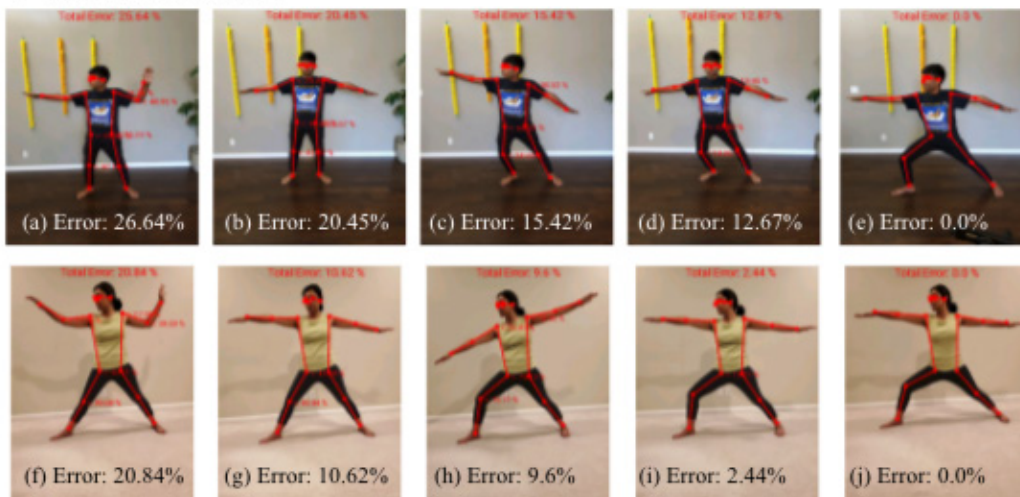 Total Error: 25.64 %
Total Error: 20.45 %
Total Error: 15.42 %
Total Error: 12.87 %
Total Error: 0.0 %
(a) Error: 26.64%
(b) Error: 20.45%
(c) Error: 15.42%
(d) Error: 12.67%
(e) Error: 0.0%
Total Error: 20.84 %
Total Error: 10.62 %
Total Error: 9.6 %
Total Error: 2.44 %
Total Error: 0.0 %
(f) Error: 20.84%
(g) Error: 10.62%
(h) Error: 9.6%
(i) Error: 2.44%
(j) Error: 0.0%